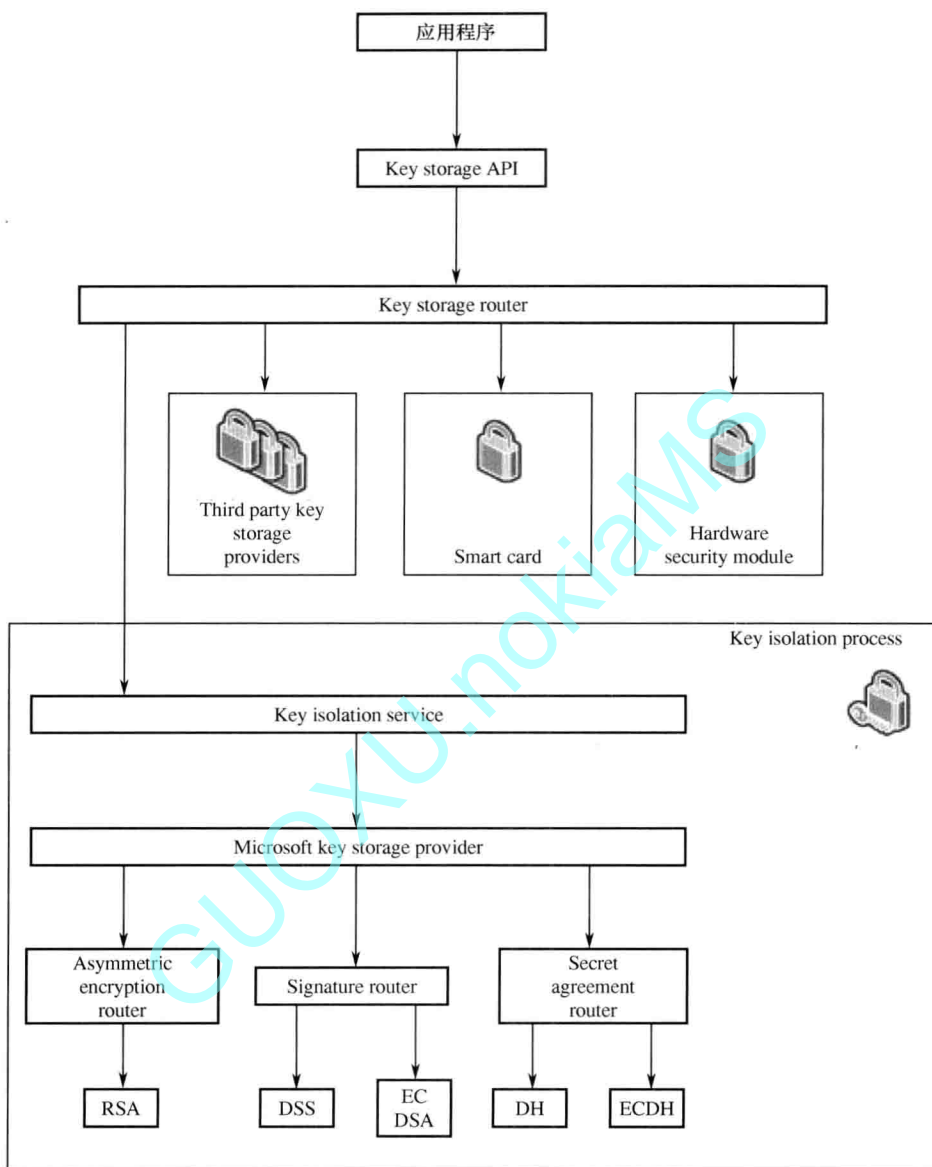 应用程序
Key storage API
Key storage router
Third party key
storage
providers
Smart card
Hardware
security module
Key isolation process
Key isolation service
Microsoft key storage provider
Asymmetric
encryption
router
Signature router
Secret
agreement
router
RSA
DSS
EC
DSA
DH
ECDH
GUOXU.nokiaMS